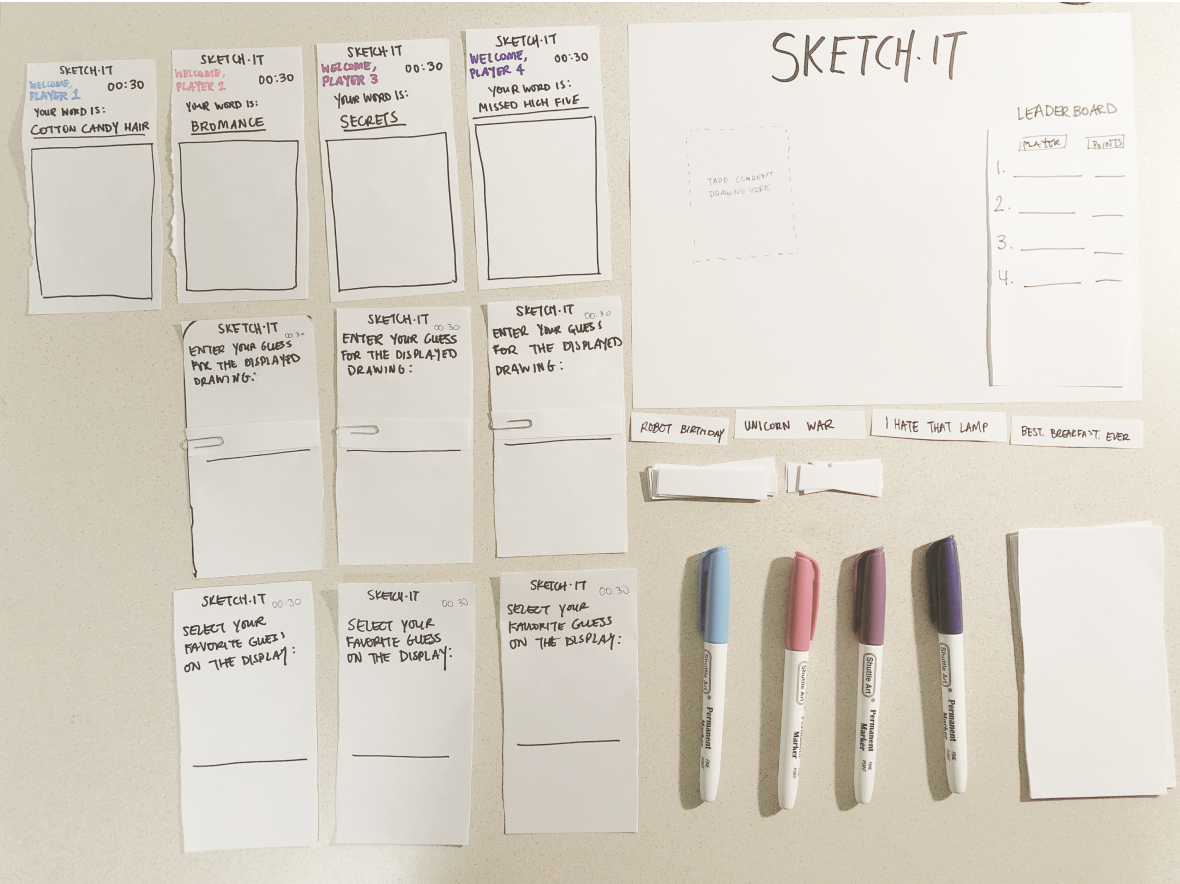 SKETCH·IT
WELCOME,
PLAYER 1
00:30
YOUR WORD IS:
COTTON CANDY HAIR
SKETCH·IT
WELCOME,
PLAYER 2
00:30
YOUR WORD IS:
BROMANCE
SKETCH·IT
WELCOME,
PLAYER 3
00:30
YOUR WORD IS:
SECRETS
SKETCH·IT
WELCOME,
PLAYER 4
00:30
YOUR WORD IS:
MISSED HIGH FIVE
SKETCH·IT
TAPE CURRENT
DRAWING HERE
LEADERBOARD
PLAYER POINTS
1.
2.
3.
4.
SKETCH·IT
00:30
ENTER YOUR GUESS
FOR THE DISPLAYED
DRAWING:
SKETCH·IT
00:30
ENTER YOUR GUESS
FOR THE DISPLAYED
DRAWING:
SKETCH·IT
00:30
ENTER YOUR GUESS
FOR THE DISPLAYED
DRAWING:
ROBOT BIRTHDAY
UNICORN WAR
I HATE THAT LAMP
BEST. BREAKFAST. EVER
SKETCH·IT
00:30
SELECT YOUR
FAVORITE GUESS
ON THE DISPLAY:
SKETCH·IT
00:30
SELECT YOUR
FAVORITE GUESS
ON THE DISPLAY:
SKETCH·IT
00:30
SELECT YOUR
FAVORITE GUESS
ON THE DISPLAY:
Shuttle Art®
Permanent
Marker
FINE
POINT
Shuttle Art®
Permanent
Marker
FINE
POINT
Shuttle Art®
Permanent
Marker
FINE
POINT
Shuttle Art®
Permanent
Marker
FINE
POINT